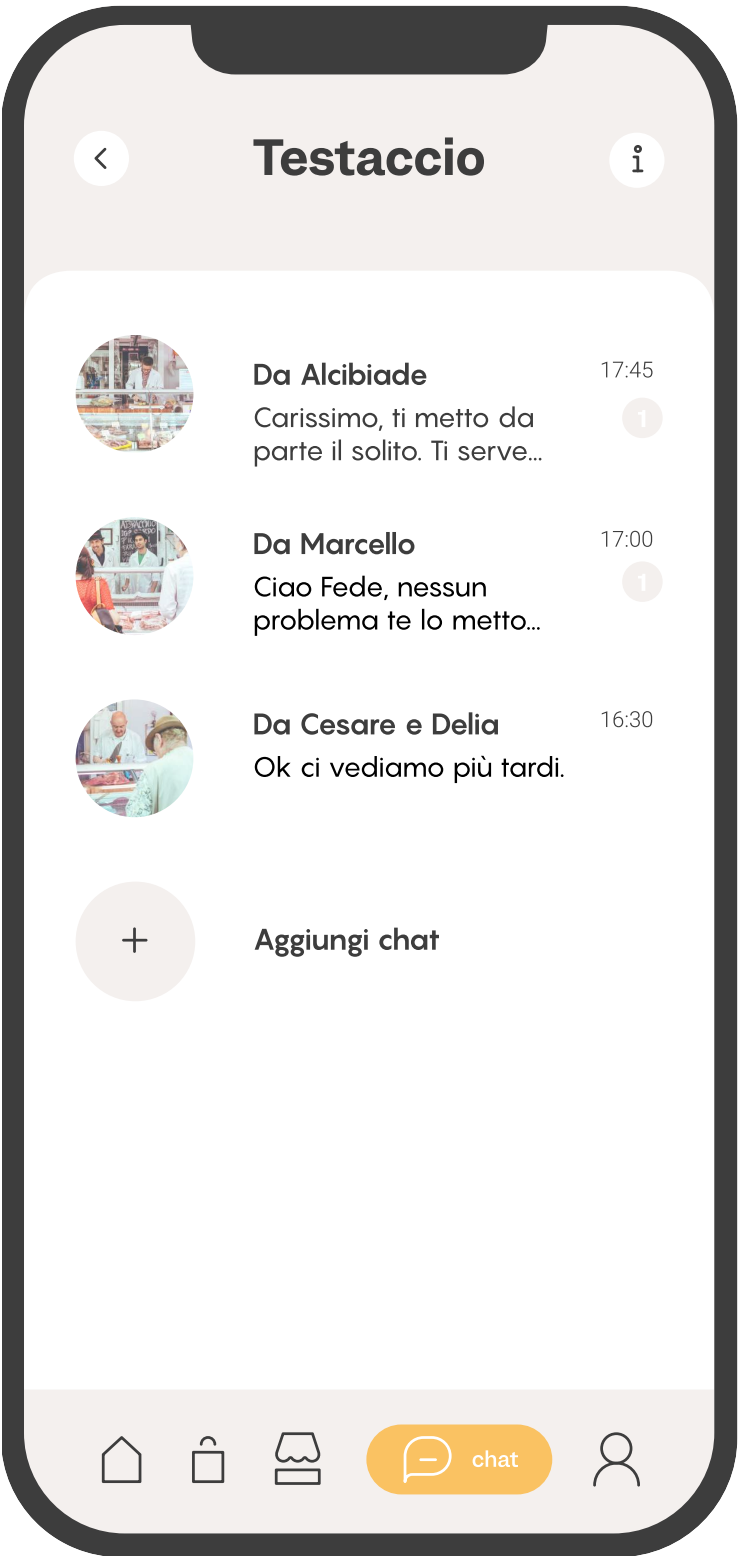 Testaccio
Da Alcibiade
17:45
Carissimo, ti metto da
1
parte il solito. Ti serve...
Da Marcello
17:00
Ciao Fede, nessun
1
problema te lo metto...
Da Cesare e Delia
16:30
Ok ci vediamo più tardi.
+
Aggiungi chat
chat